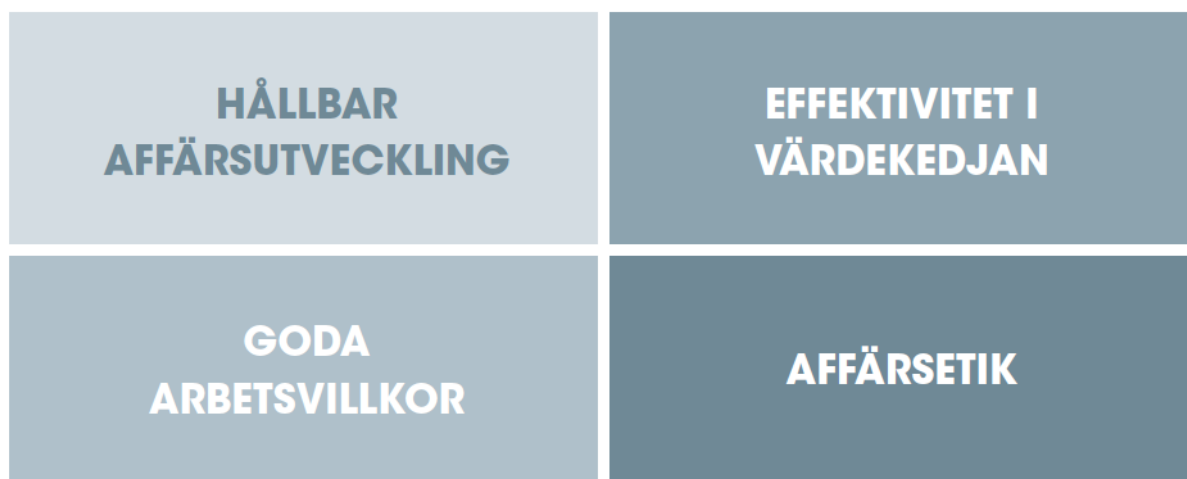 HÅLLBAR
AFFÄRSUTVECKLING
EFFEKTIVITET I
VÄRDEKEDJAN
GODA
ARBETSVILLKOR
AFFÄRSETIK